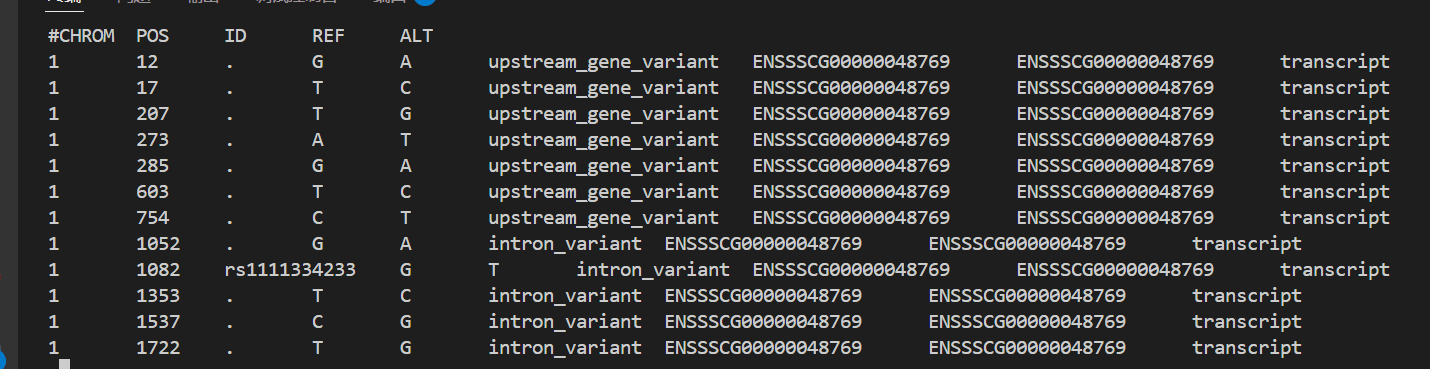 #CHROM POS ID REF ALT
1 12 . G A upstream_gene_variant ENSSSCG00000048769 ENSSSCG00000048769 transcript
1 17 . T C upstream_gene_variant ENSSSCG00000048769 ENSSSCG00000048769 transcript
1 207 . T G upstream_gene_variant ENSSSCG00000048769 ENSSSCG00000048769 transcript
1 273 . A T upstream_gene_variant ENSSSCG00000048769 ENSSSCG00000048769 transcript
1 285 . G A upstream_gene_variant ENSSSCG00000048769 ENSSSCG00000048769 transcript
1 603 . T C upstream_gene_variant ENSSSCG00000048769 ENSSSCG00000048769 transcript
1 754 . C T upstream_gene_variant ENSSSCG00000048769 ENSSSCG00000048769 transcript
1 1052 . G A intron_variant ENSSSCG00000048769 ENSSSCG00000048769 transcript
1 1082 rs1111334233 G T intron_variant ENSSSCG00000048769 ENSSSCG00000048769 transcript
1 1353 . T C intron_variant ENSSSCG00000048769 ENSSSCG00000048769 transcript
1 1537 . C G intron_variant ENSSSCG00000048769 ENSSSCG00000048769 transcript
1 1722 . T G intron_variant ENSSSCG00000048769 ENSSSCG00000048769 transcript